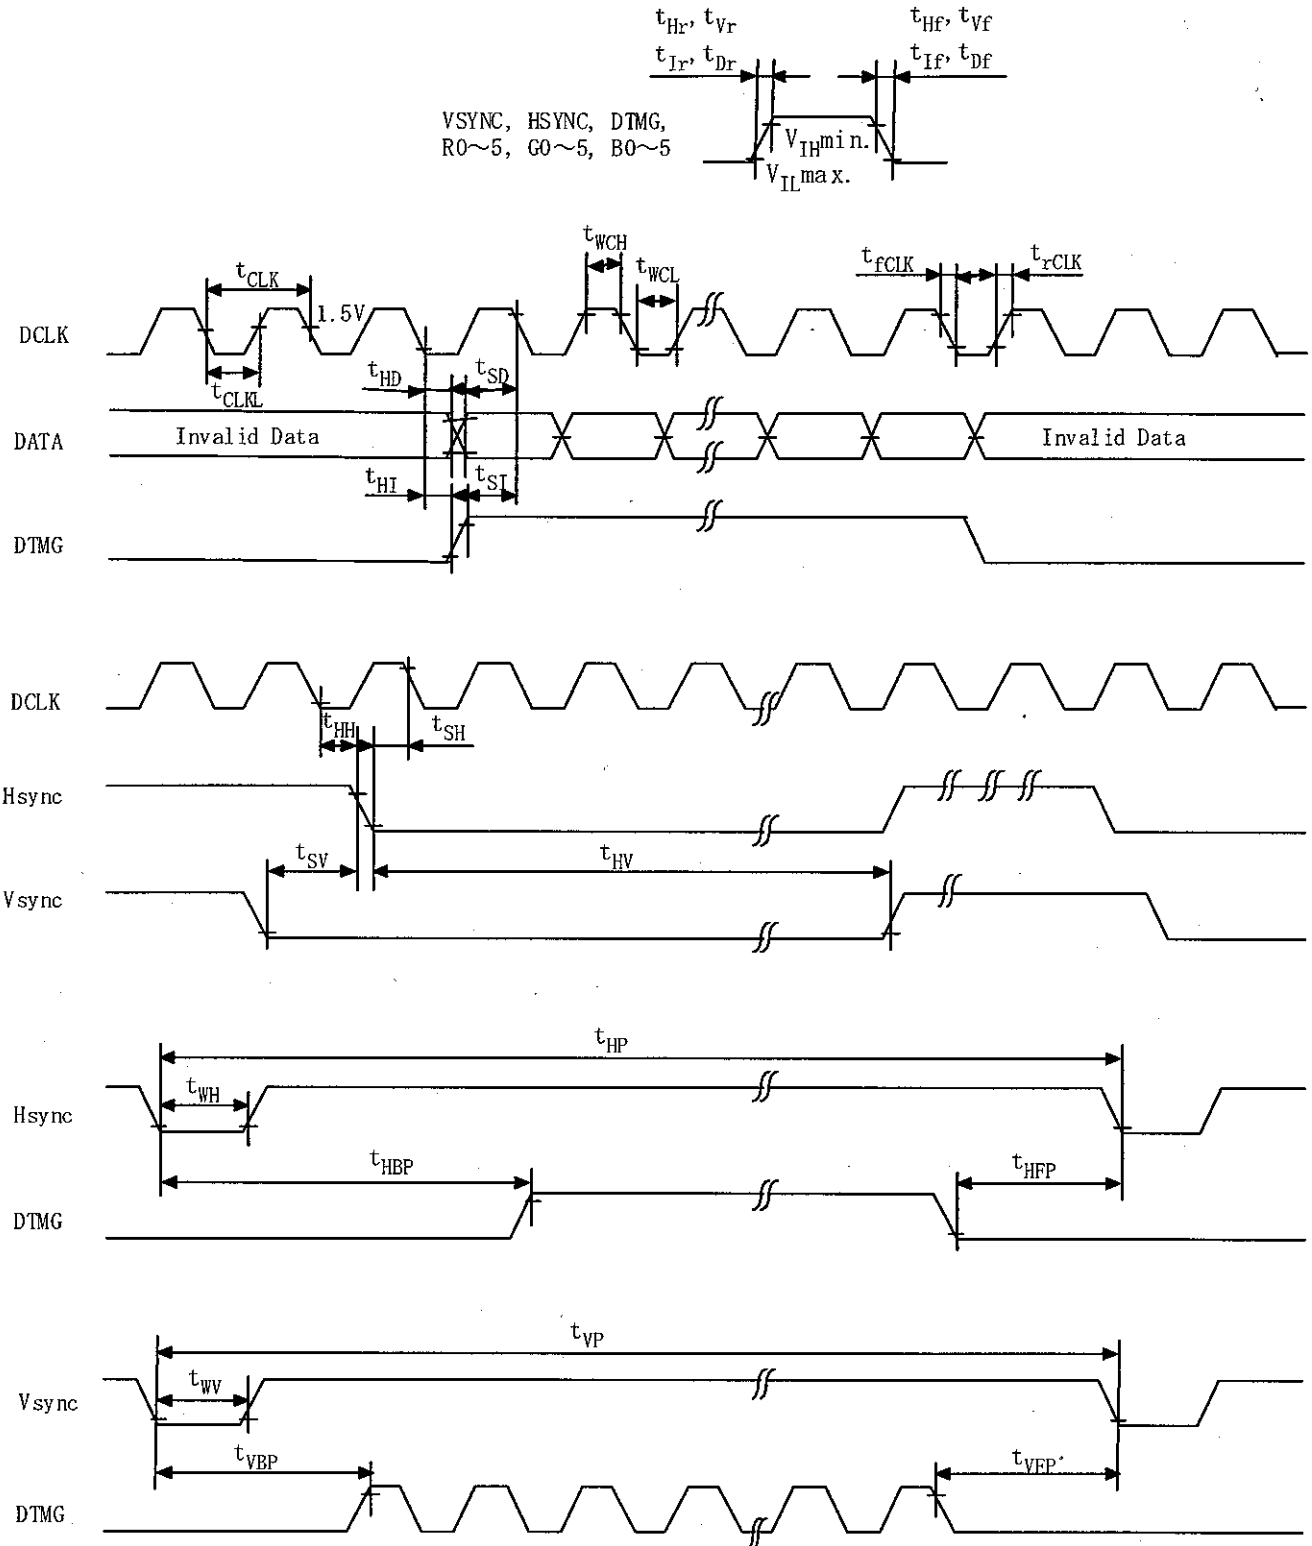 tHr, tVr
tIr, tDr
tHf, tVf
tIf, tDf
VSYNC, HSYNC, DTMG,
R0~5, G0~5, B0~5
VIHmin.
VILmax.
tCLK
tWCH
tWCL
tfCLK
trCLK
1.5V
DCLK
tCLKL
tHD
tSD
DATA
Invalid Data
Invalid Data
tHI
tSI
DTMG
DCLK
tHH
tSH
Hsync
tSV
tHV
Vsync
tHP
tWH
Hsync
tHBP
tHFP
DTMG
tVP
tWV
Vsync
tVBP
tVFP
DTMG